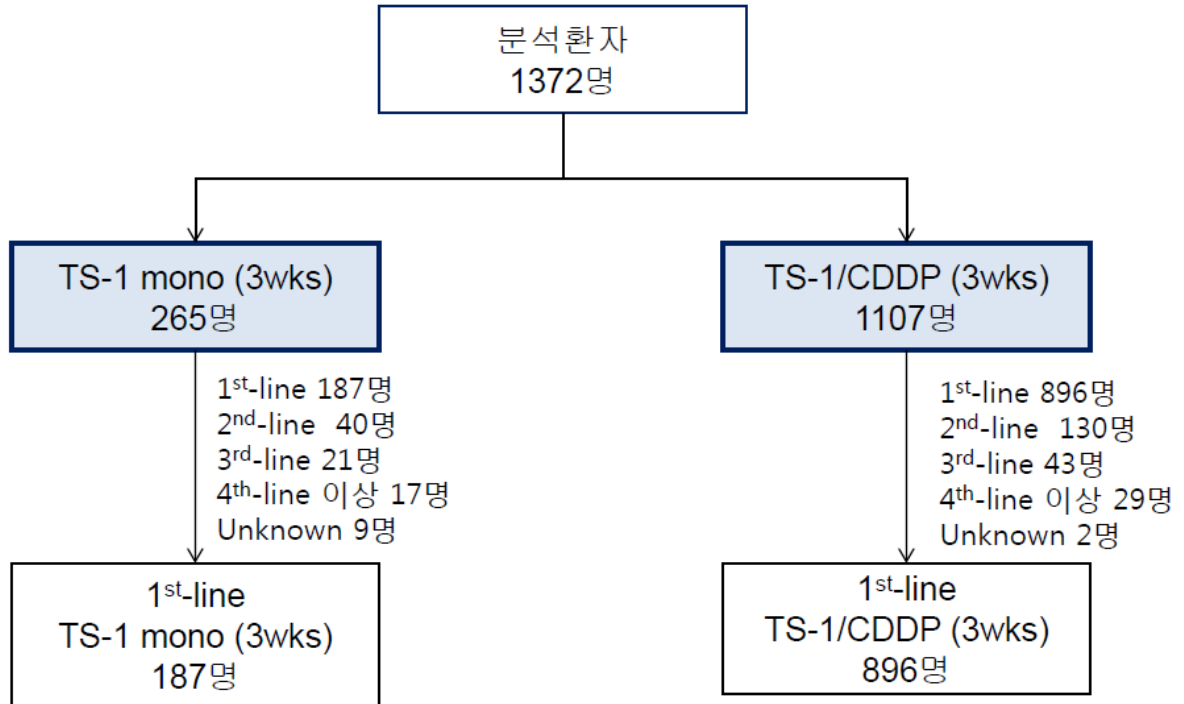 분석환자
1372명
TS-1 mono (3wks)
265명
TS-1/CDDP (3wks)
1107명
1st-line 187명
2nd-line 40명
3rd-line 21명
4th-line 이상 17명
Unknown 9명
1st-line 896명
2nd-line 130명
3rd-line 43명
4th-line 이상 29명
Unknown 2명
1st-line
TS-1 mono (3wks)
187명
1st-line
TS-1/CDDP (3wks)
896명